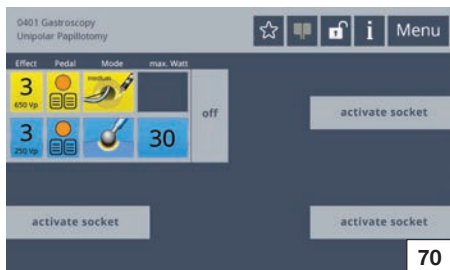 0401 Gastroscopy
Unipolar Papillotomy
i
Menu
Effect Pedal Mode max. Watt
3
650 Vp
medium
off
3
250 Vp
30
activate socket
activate socket
activate socket
70